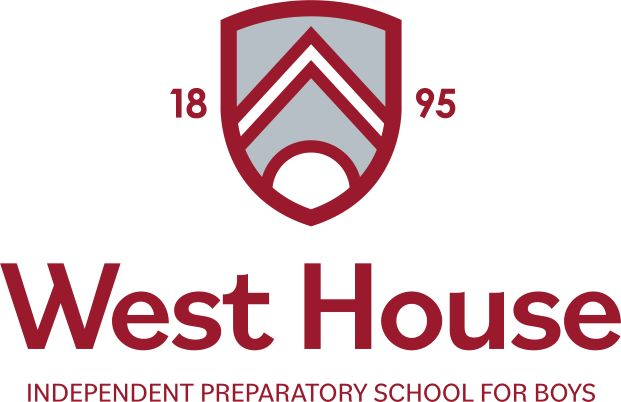 18 95
West House
INDEPENDENT PREPARATORY SCHOOL FOR BOYS